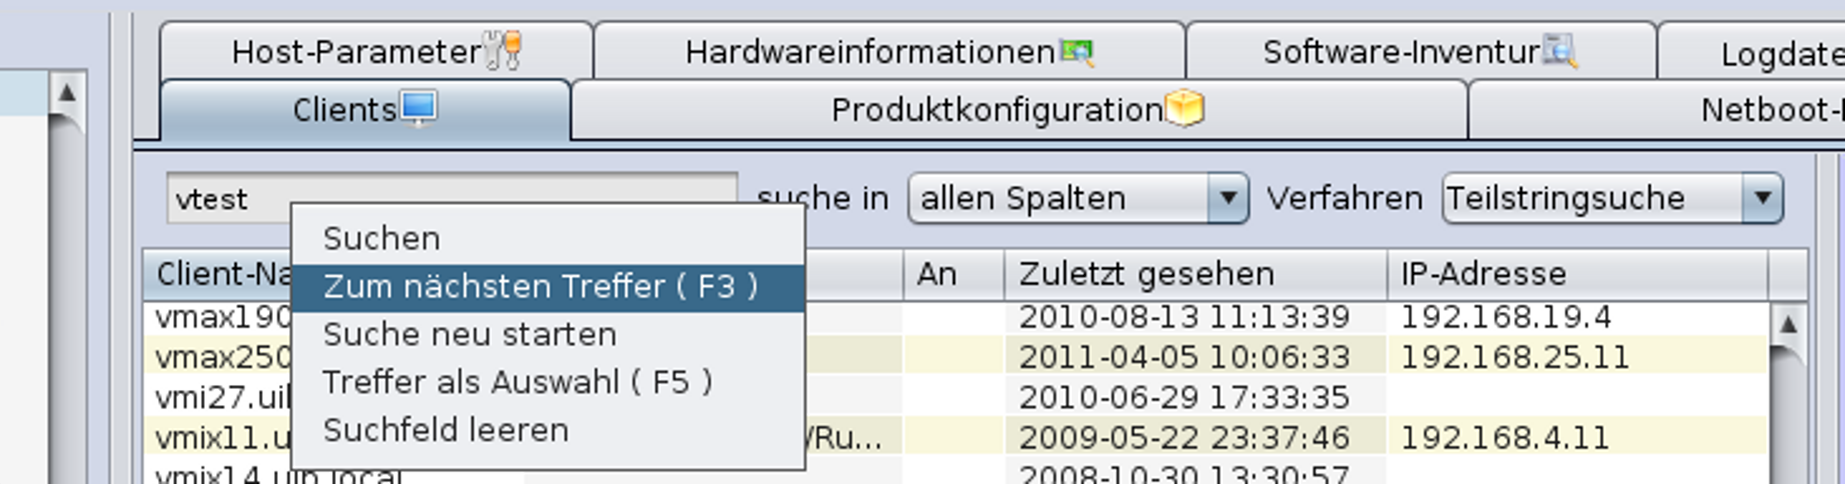 Host-Parameter Hardwareinformationen Software-Inventur Logdate
Clients Produktkonfiguration Netboot-
vtest suche in allen Spalten Verfahren Teilstringsuche
Suchen
Zum nächsten Treffer ( F3 )
Suche neu starten
Treffer als Auswahl ( F5 )
Suchfeld leeren
Client-Na An Zuletzt gesehen IP-Adresse
vmax190 2010-08-13 11:13:39 192.168.19.4
vmax250 2011-04-05 10:06:33 192.168.25.11
vmi27.uil 2010-06-29 17:33:35
vmix11.u /Ru... 2009-05-22 23:37:46 192.168.4.11
vmix14.uib.local 2008-10-30 13:30:57